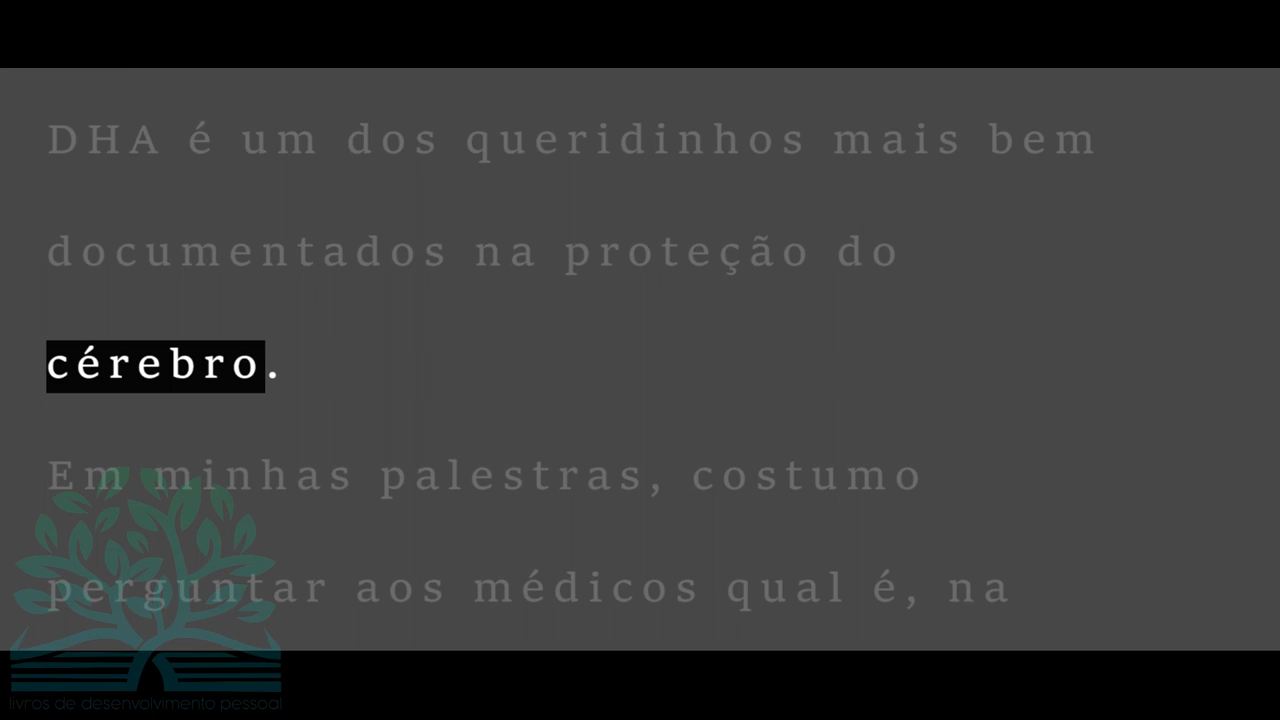 DHA é um dos queridinhos mais bem
documentados na proteção do
cérebro.
Em minhas palestras, costumo
perguntar aos médicos qual é, na
livros de desenvolvimento pessoal